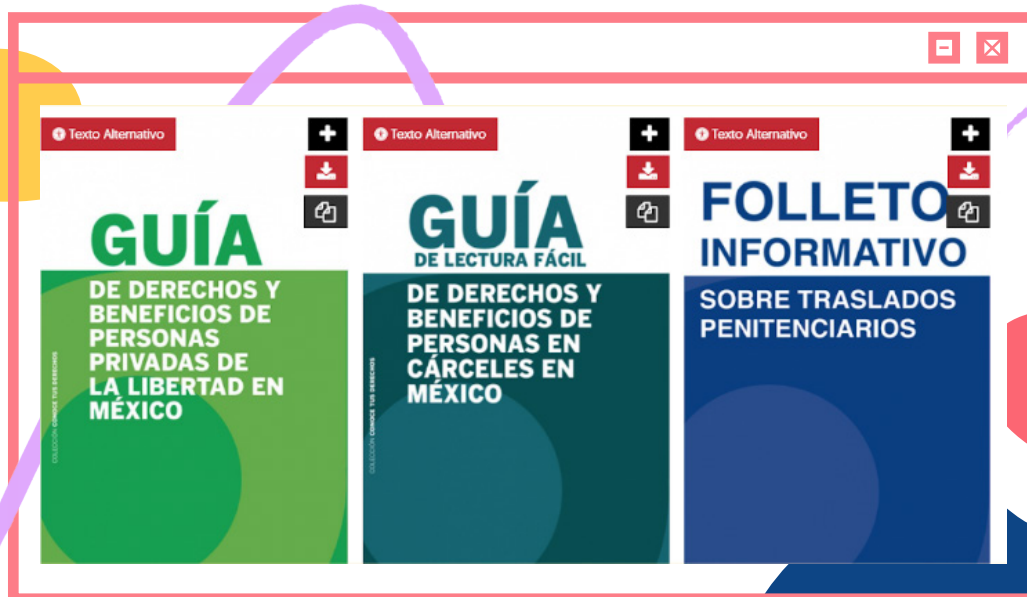 Texto Alternativo
GUÍA
DE DERECHOS Y
BENEFICIOS DE
PERSONAS
PRIVADAS DE
LA LIBERTAD EN
MÉXICO
COLECCIÓN CONOCE TUS DERECHOS
Texto Alternativo
GUÍA
DE LECTURA FÁCIL
DE DERECHOS Y
BENEFICIOS DE
PERSONAS EN
CÁRCELES EN
MÉXICO
COLECCIÓN CONOCE TUS DERECHOS
Texto Alternativo
FOLLETO
INFORMATIVO
SOBRE TRASLADOS
PENITENCIARIOS